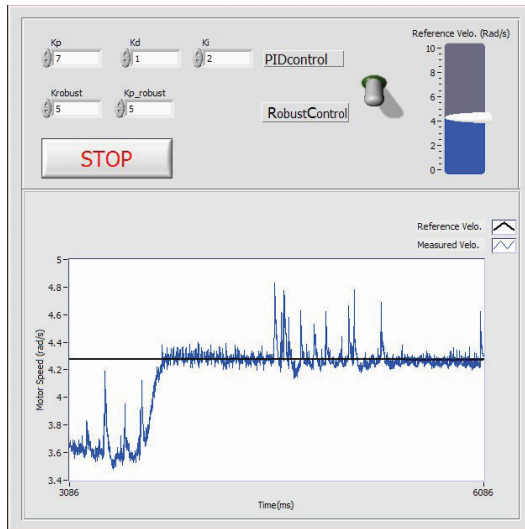 Kp
Kd
Ki
7
1
2
PIDcontrol
Krobust
Kp_robust
5
5
RobustControl
STOP
Reference Velo. (Rad/s)
10
8
6
4
2
0
Reference Velo.
Measured Velo.
5
4.8
4.6
4.4
4.2
4
3.8
3.6
3.4
Motor Speed (rad/s)
3086
6086
Time(ms)